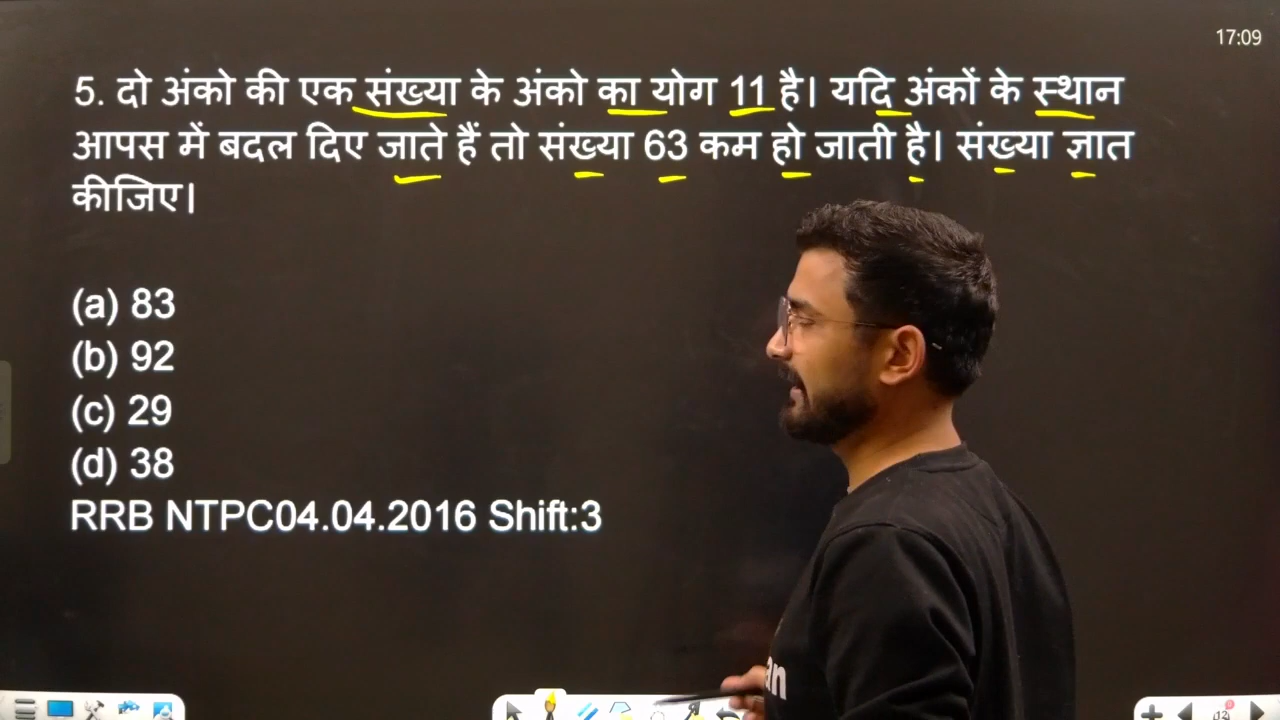 17:09
5. दो अंको की एक संख्या के अंको का योग 11 है। यदि अंकों के स्थान
आपस में बदल दिए जाते हैं तो संख्या 63 कम हो जाती है। संख्या ज्ञात
कीजिए।
(a) 83
(b) 92
(c) 29
(d) 38
RRB NTPC04.04.2016 Shift:3
an